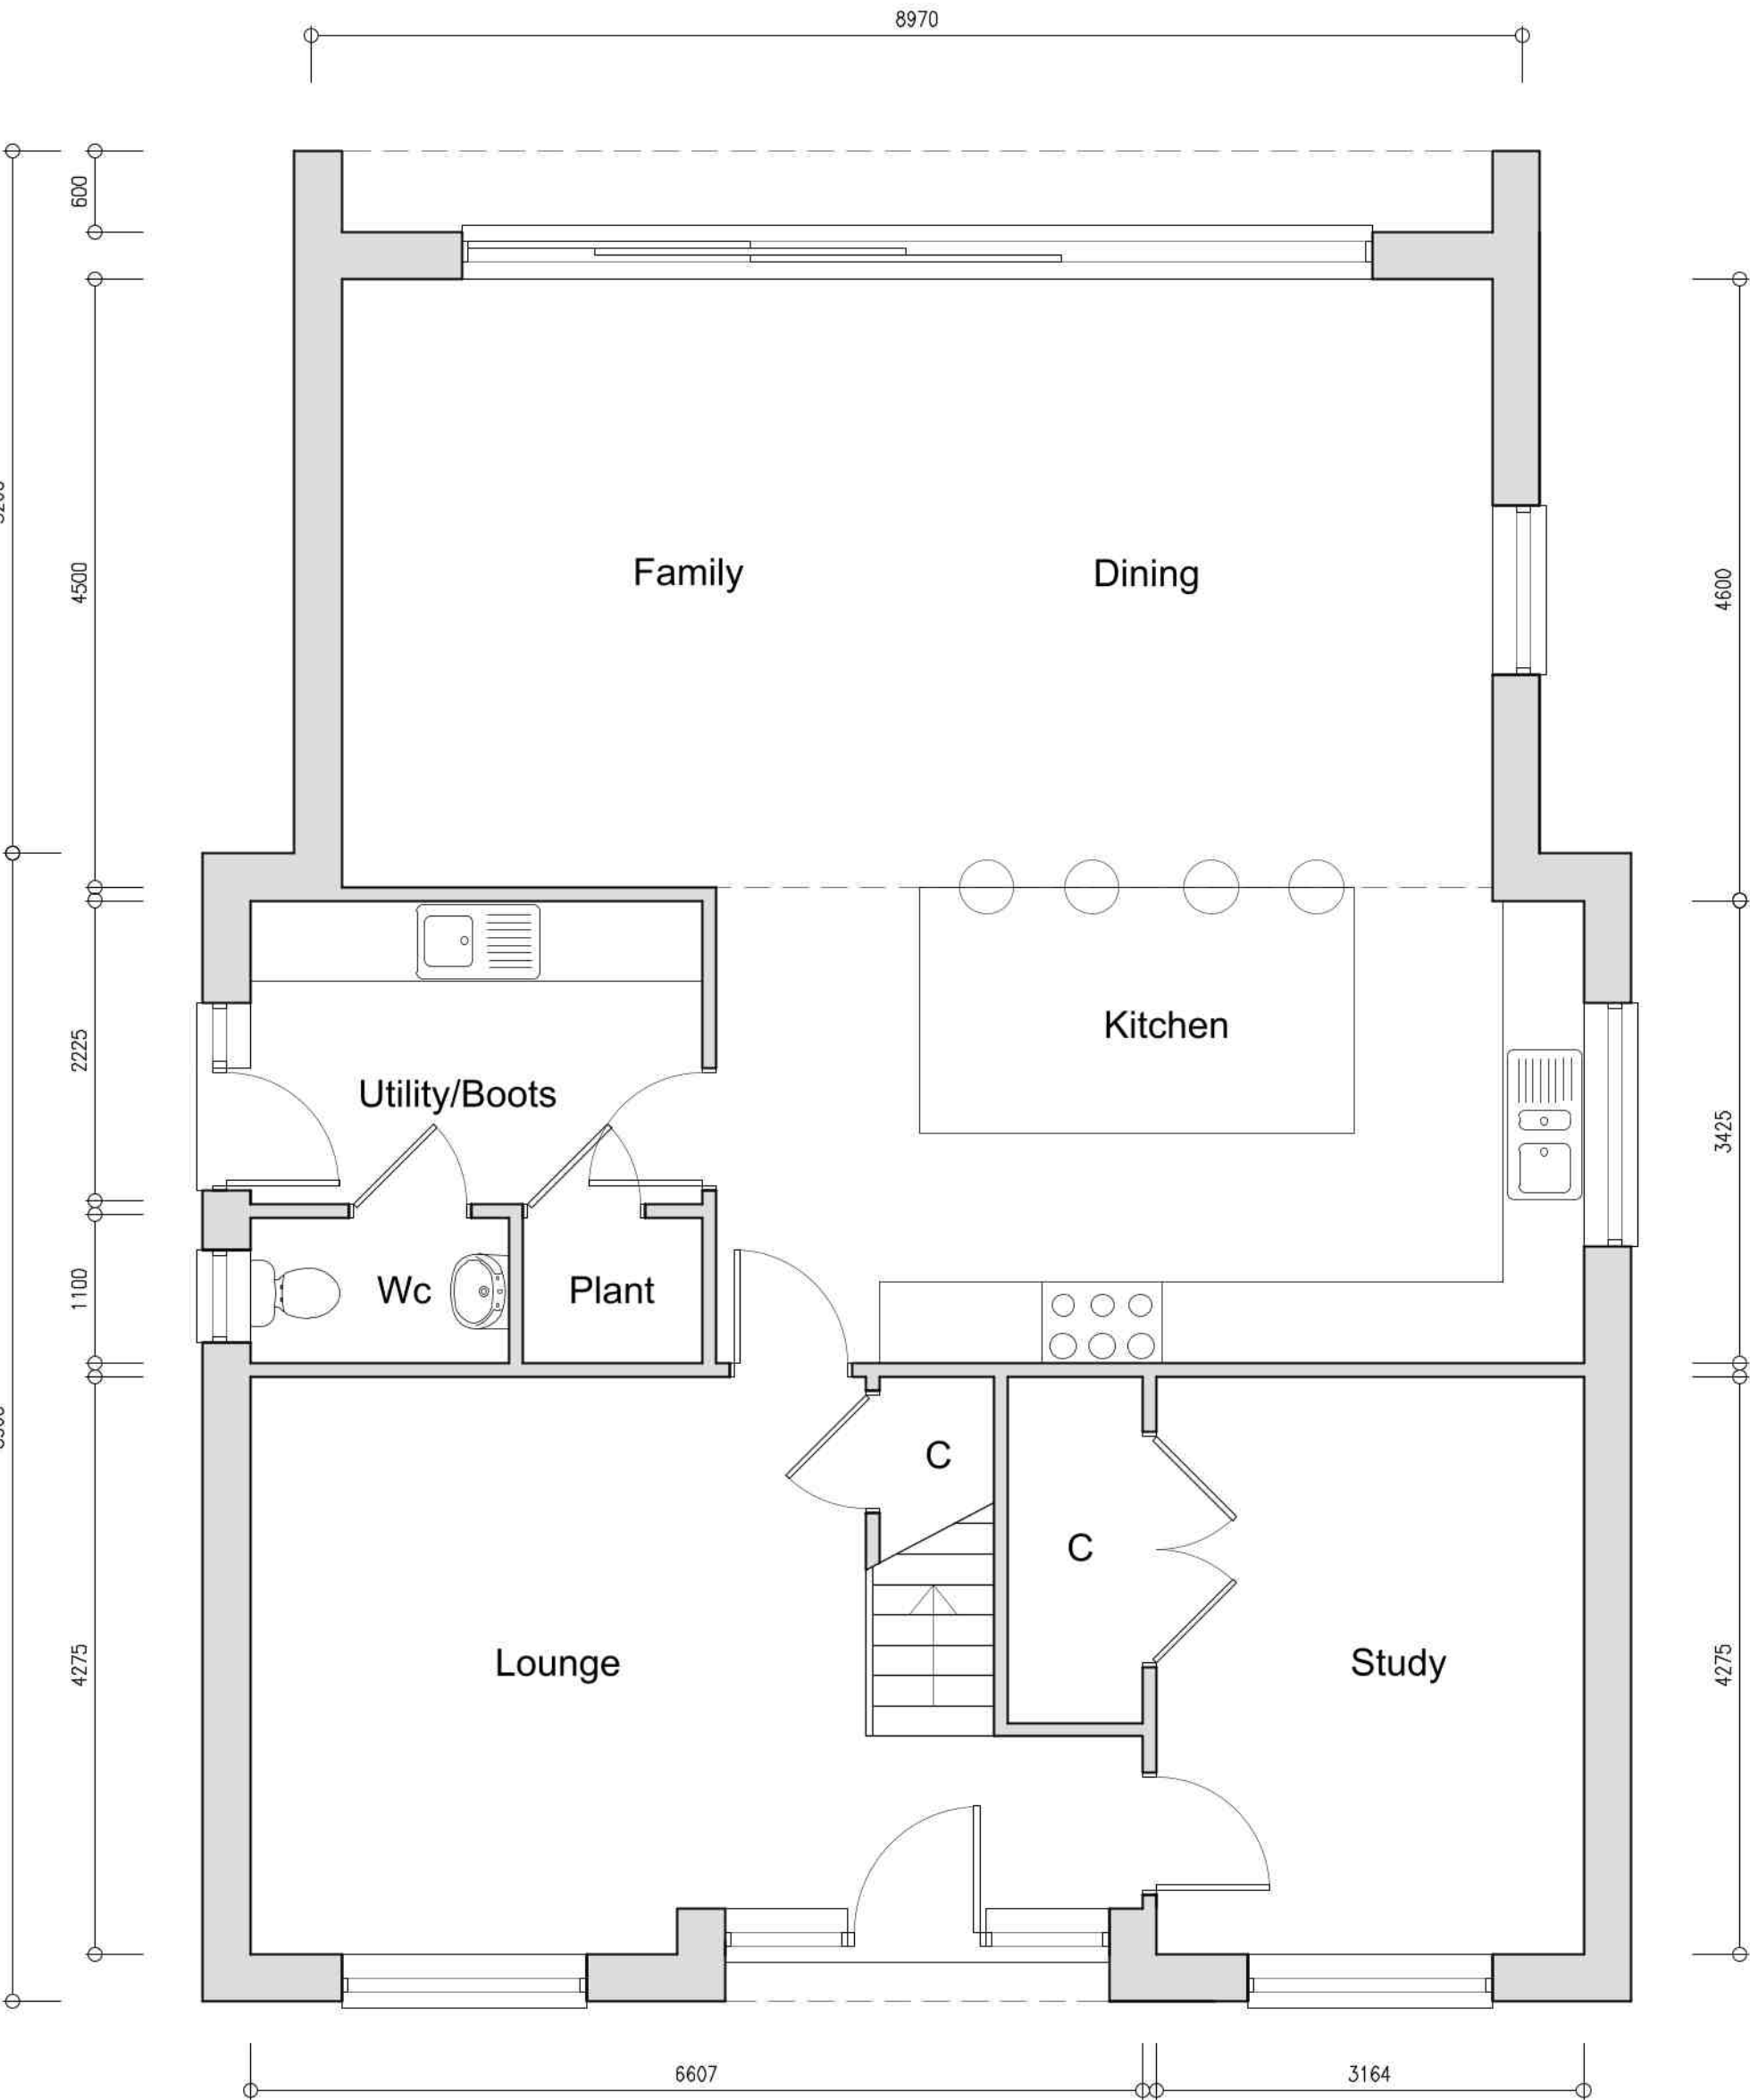 8970
600
4500
4600
Family
Dining
2225
Kitchen
Utility/Boots
3425
1100
Wc
Plant
C
C
4275
Lounge
Study
4275
6607
3164